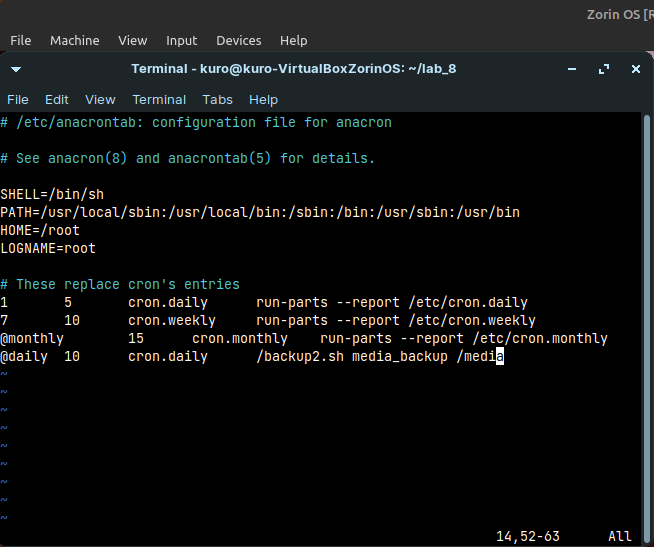 Zorin OS [R
File Machine View Input Devices Help
Terminal - kuro@kuro-VirtualBoxZorinOS: ~/lab_8
File Edit View Terminal Tabs Help
# /etc/anacrontab: configuration file for anacron
# See anacron(8) and anacrontab(5) for details.
SHELL=/bin/sh
PATH=/usr/local/sbin:/usr/local/bin:/sbin:/bin:/usr/sbin:/usr/bin
HOME=/root
LOGNAME=root
# These replace cron's entries
1 5 cron.daily run-parts --report /etc/cron.daily
7 10 cron.weekly run-parts --report /etc/cron.weekly
@monthly 15 cron.monthly run-parts --report /etc/cron.monthly
@daily 10 cron.daily /backup2.sh media_backup /media
~
~
~
~
~
~
~
~
~
14,52-63 All